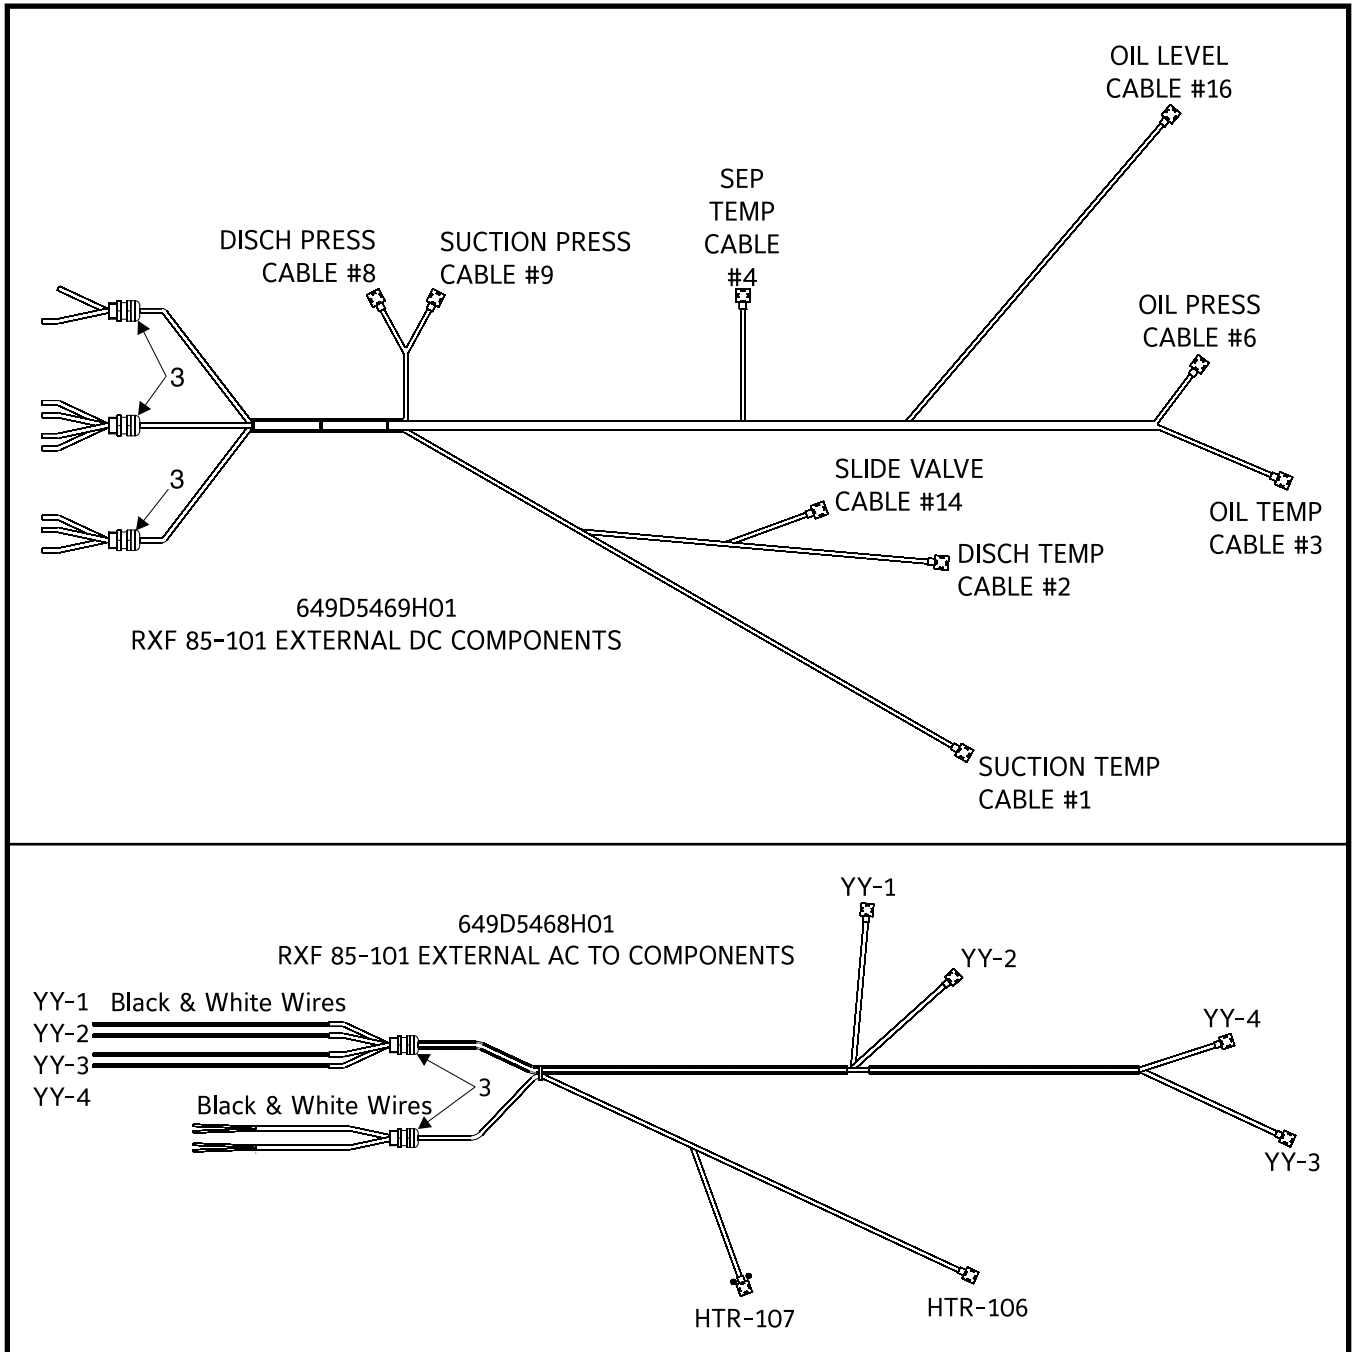 OIL LEVEL
CABLE #16
SEP
TEMP
CABLE
#4
DISCH PRESS
CABLE #8
SUCTION PRESS
CABLE #9
OIL PRESS
CABLE #6
3
3
SLIDE VALVE
CABLE #14
OIL TEMP
CABLE #3
DISCH TEMP
CABLE #2
649D5469H01
RXF 85-101 EXTERNAL DC COMPONENTS
SUCTION TEMP
CABLE #1
649D5468H01
RXF 85-101 EXTERNAL AC TO COMPONENTS
YY-1
YY-2
YY-1 Black & White Wires
YY-2
YY-3
YY-4
YY-4
3
Black & White Wires
YY-3
HTR-107
HTR-106